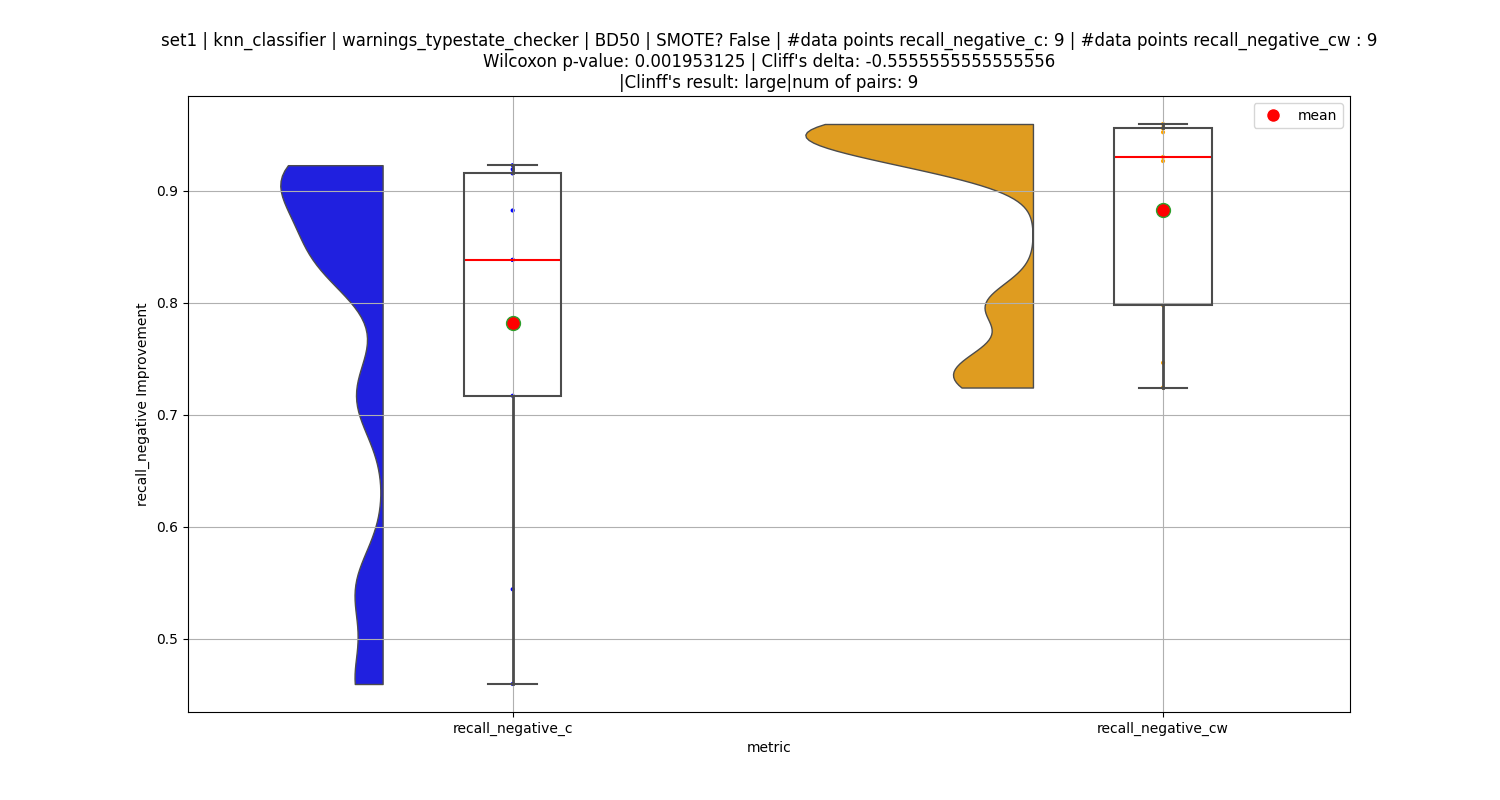 set1 | knn_classifier | warnings_typestate_checker | BD50 | SMOTE? False | #data points recall_negative_c: 9 | #data points recall_negative_cw : 9
Wilcoxon p-value: 0.001953125 | Cliff's delta: -0.5555555555555556
|Clinff's result: large|num of pairs: 9
mean
0.9
0.8
0.7
0.6
0.5
recall_negative Improvement
recall_negative_c
recall_negative_cw
metric